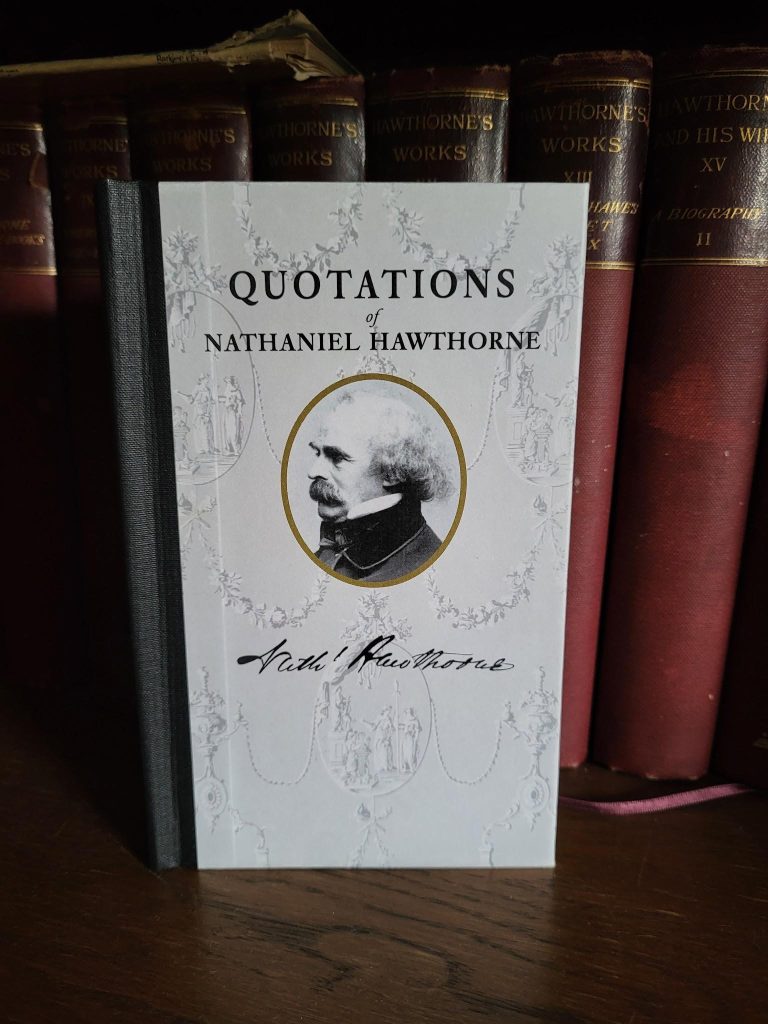 QUOTATIONS
of
NATHANIEL HAWTHORNE
Nathl Hawthorne
HAWTHORNE'S
WORKS
HAWTHORNE'S
WORKS
HAWTHORNE'S
WORKS
XIII
HAWTHORNE
AND HIS WIFE
XV
A BIOGRAPHY
II